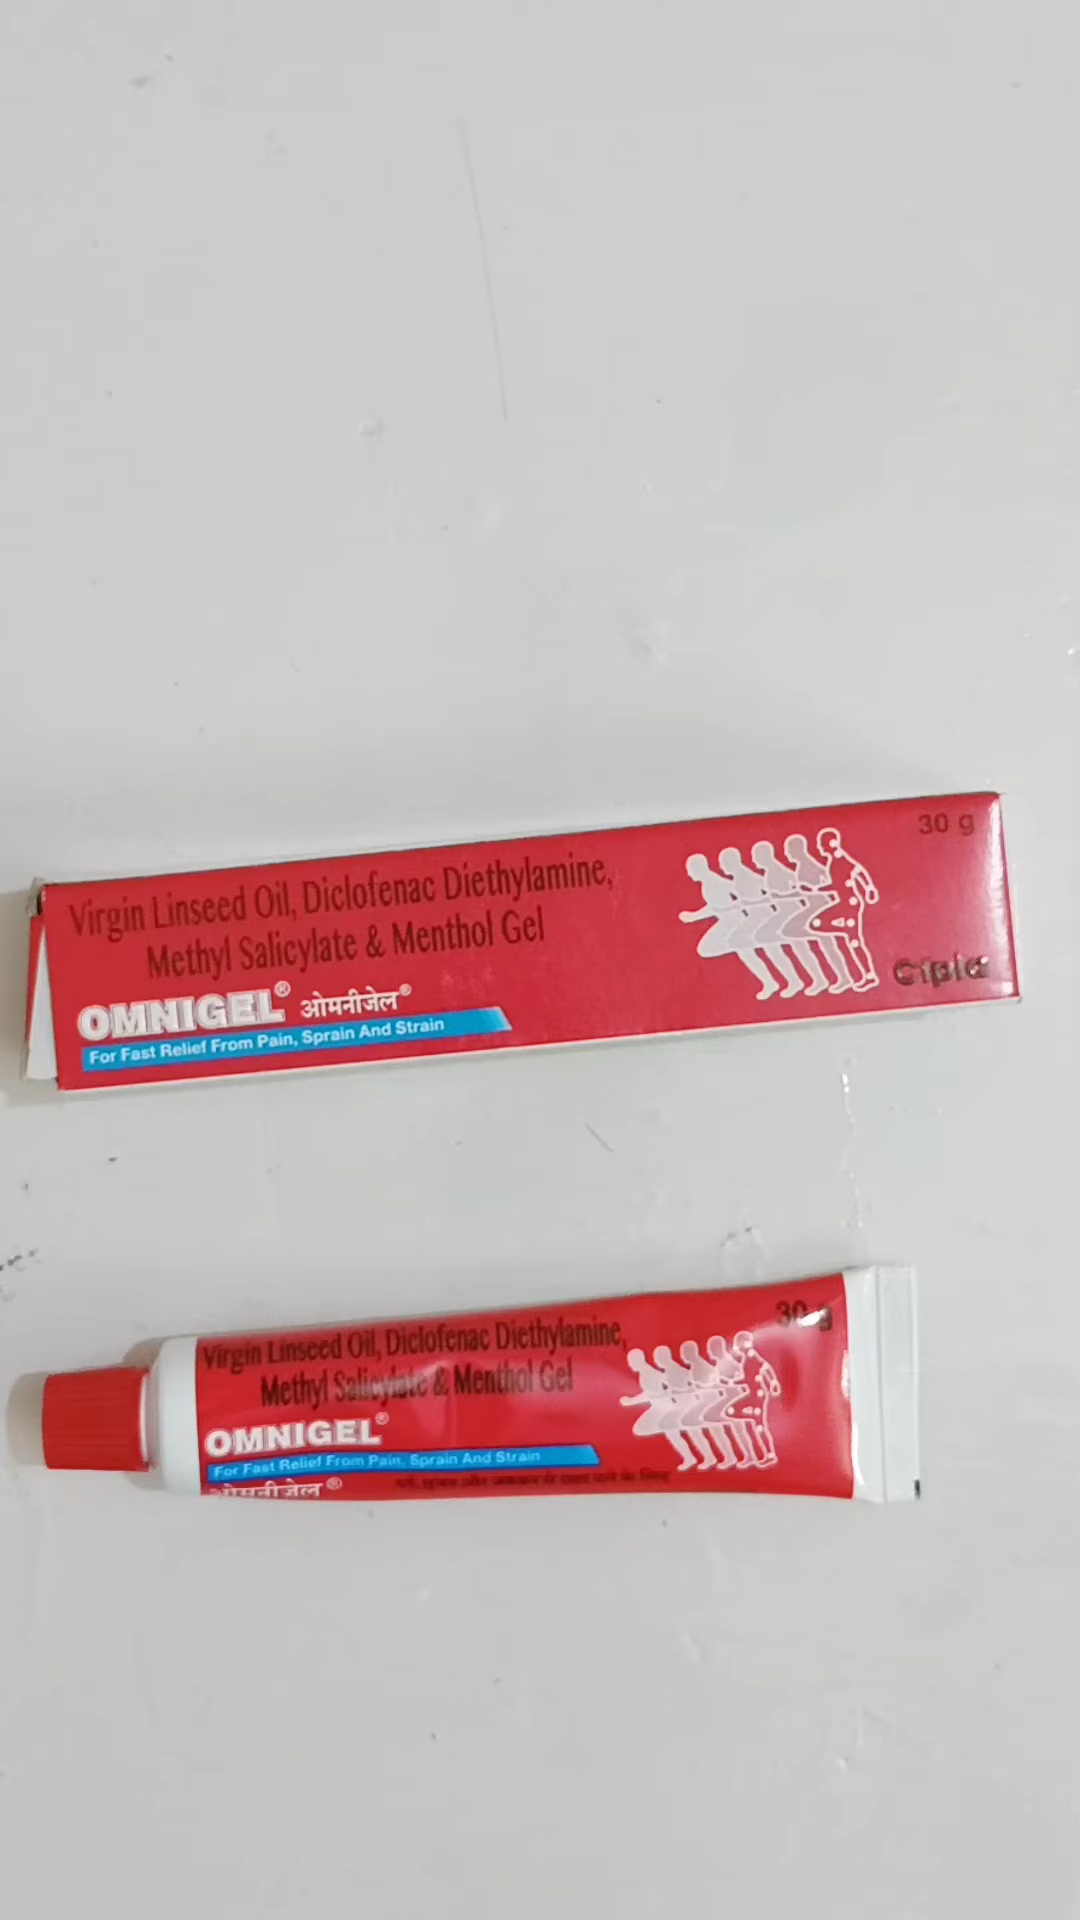 30 g
Virgin Linseed Oil, Diclofenac Diethylamine,
Methyl Salicylate & Menthol Gel
OMNIGEL® ओमनीजेल®
For Fast Relief From Pain, Sprain And Strain
Cipla
30 g
Virgin Linseed Oil, Diclofenac Diethylamine,
Methyl Salicylate & Menthol Gel
OMNIGEL®
For Fast Relief From Pain, Sprain And Strain
ओमनीजेल®